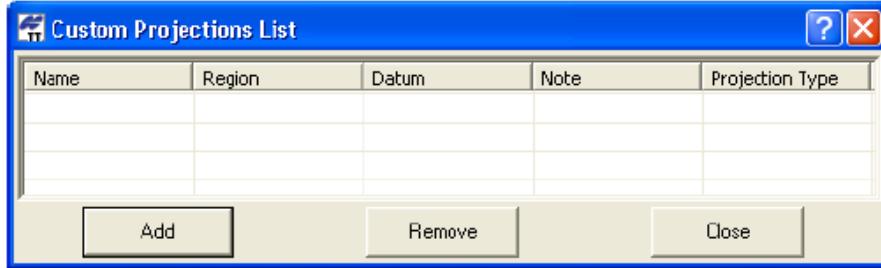 Custom Projections List
Name Region Datum Note Projection Type
Add Remove Close